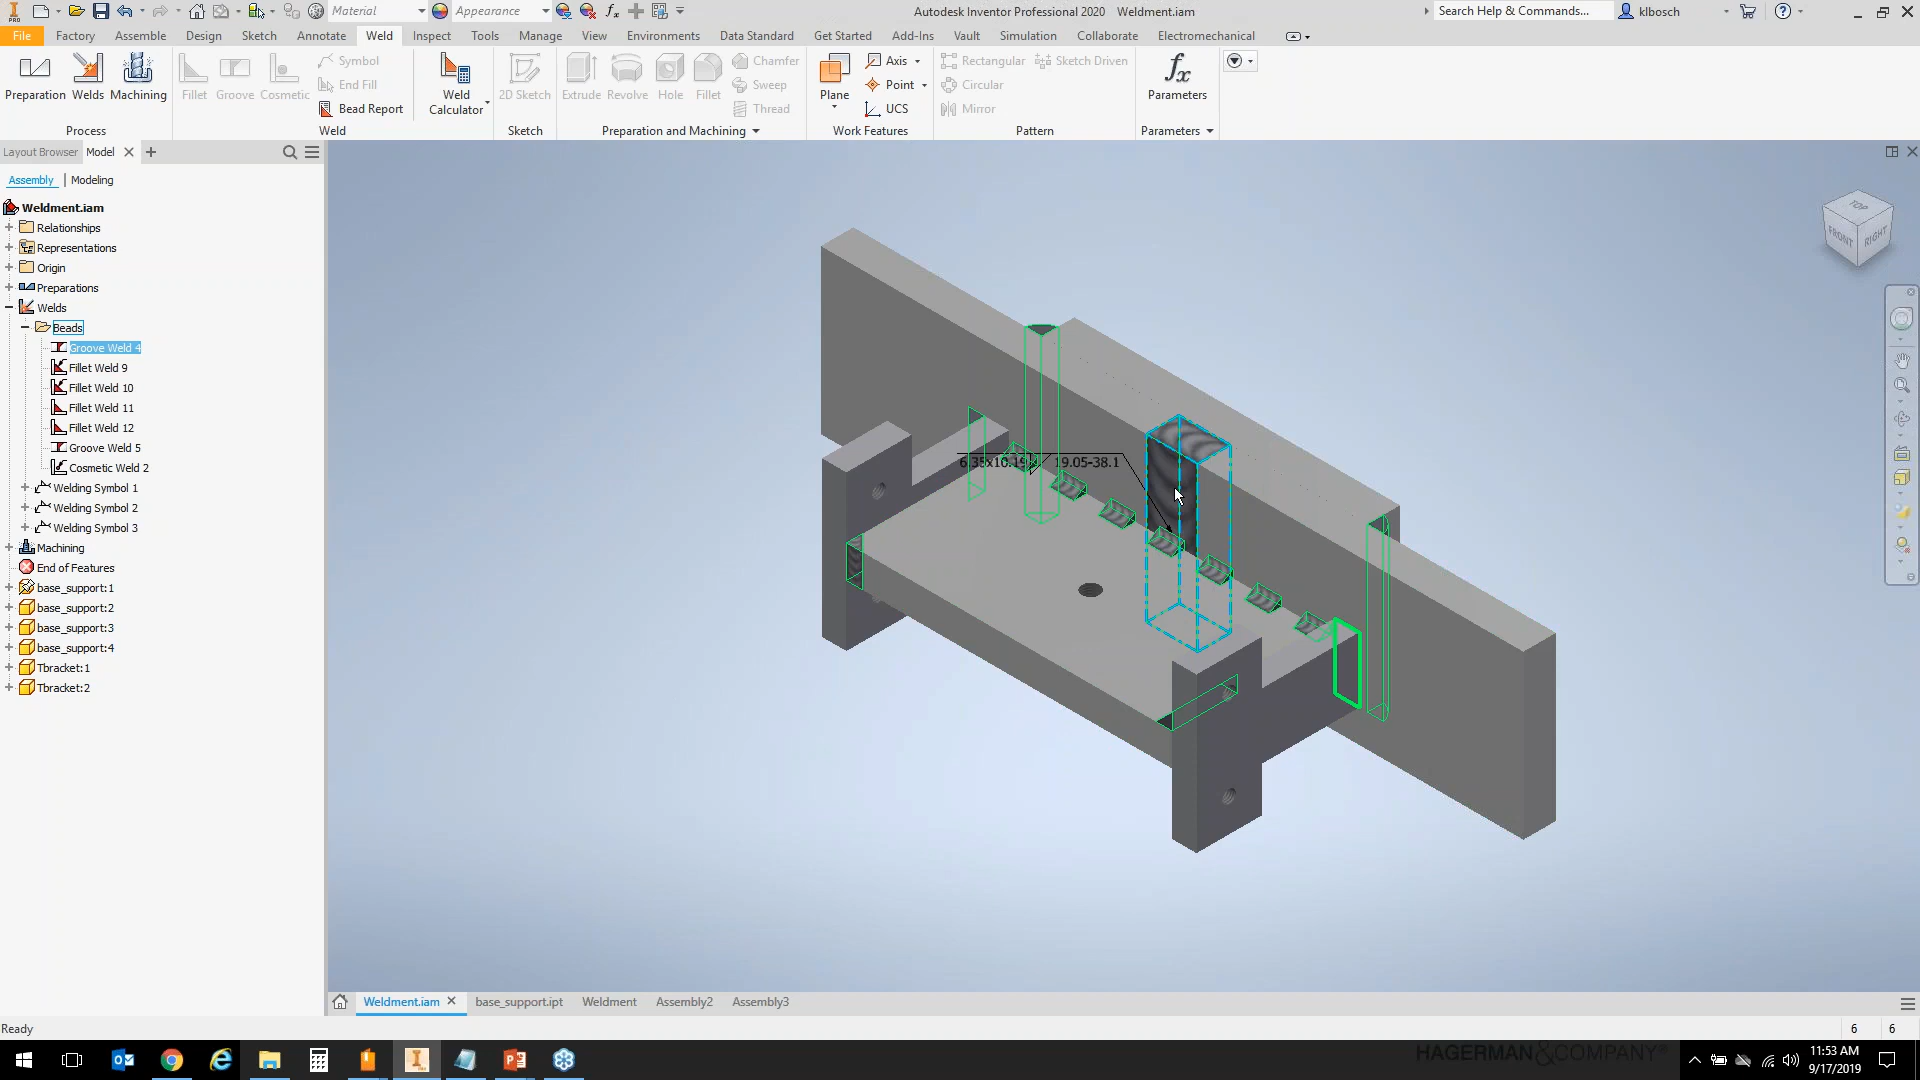 Material
Appearance
Autodesk Inventor Professional 2020 Weldment.iam
Search Help & Commands...
klbosch
File Factory Assemble Design Sketch Annotate Weld Inspect Tools Manage View Environments Data Standard Get Started Add-Ins Vault Simulation Collaborate Electromechanical
Preparation Welds Machining
Fillet Groove Cosmetic
Symbol
End Fill
Bead Report
Weld
Calculator
2D Sketch
Extrude Revolve Hole Fillet
Chamfer
Sweep
Thread
Plane
Axis
Point
UCS
Rectangular Sketch Driven
Circular
Mirror
fx
Parameters
Process Weld Sketch Preparation and Machining Work Features Pattern Parameters
Layout Browser Model
Assembly | Modeling
Weldment.iam
Relationships
Representations
Origin
Preparations
Welds
Beads
Groove Weld 4
Fillet Weld 9
Fillet Weld 10
Fillet Weld 11
Fillet Weld 12
Groove Weld 5
Cosmetic Weld 2
Welding Symbol 1
Welding Symbol 2
Welding Symbol 3
Machining
End of Features
base_support:1
base_support:2
base_support:3
base_support:4
Tbracket:1
Tbracket:2
TOP
FRONT RIGHT
19.05-38.1
Weldment.iam base_support.ipt Weldment Assembly2 Assembly3
Ready 6 6
HAGERMAN&COMPANY
11:53 AM
9/17/2019